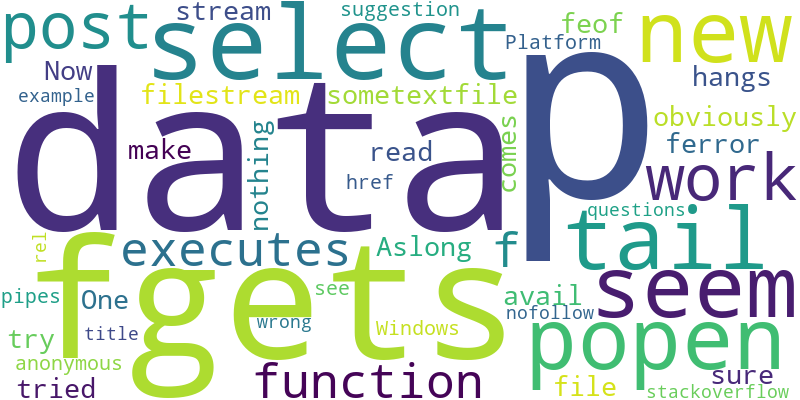 post
stream
suggestion
feof
new
select
Platform
Now
hangs
example
filestream
sometextfile
obviously
data
p
make
nothing
read
comes
ferror
href
work
questions
tail
rel
fgets
executes
Aslong
f
seem
pipes
One
see
avail
nofollow
wrong
Windows
try
title
popen
anonymous
function
sure
tried
file
stackoverflow